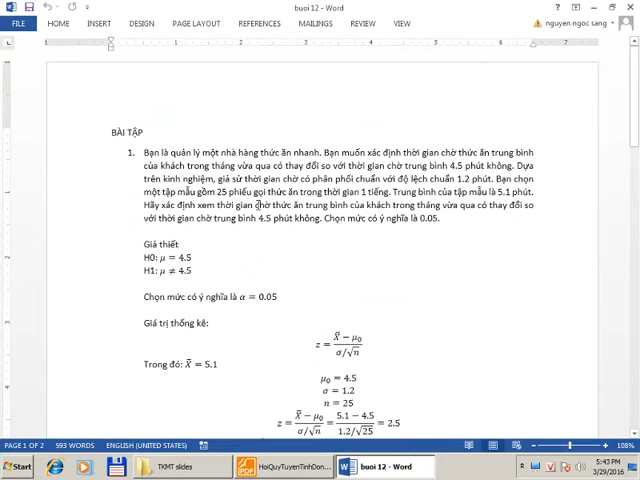 buoi 12 - Word
FILE HOME INSERT DESIGN PAGE LAYOUT REFERENCES MAILINGS REVIEW VIEW nguyen ngoc sang
1 1 2 3 4 5 6 7
BÀI TẬP
1. Bạn là quản lý một nhà hàng thức ăn nhanh. Bạn muốn xác định thời gian chờ thức ăn trung bình
của khách trong tháng vừa qua có thay đổi so với thời gian chờ trung bình 4.5 phút không. Dựa
trên kinh nghiệm, giả sử thời gian chờ có phân phối chuẩn với độ lệch chuẩn 1.2 phút. Bạn chọn
một tập mẫu gồm 25 phiếu gọi thức ăn trong thời gian 1 tiếng. Trung bình của tập mẫu là 5.1 phút.
Hãy xác định xem thời gian chờ thức ăn trung bình của khách trong tháng vừa qua có thay đổi so
với thời gian chờ trung bình 4.5 phút không. Chọn mức có ý nghĩa là 0.05.
Giả thiết
H0: μ = 4.5
H1: μ ≠ 4.5
Chọn mức có ý nghĩa là α = 0.05
Giá trị thống kê:
z = (X̄ − μ0)/(σ/√n)
Trong đó: X̄ = 5.1
μ0 = 4.5
σ = 1.2
n = 25
z = (X̄ − μ0)/(σ/√n) = (5.1 − 4.5)/(1.2/√25) = 2.5
PAGE 1 OF 2 593 WORDS ENGLISH (UNITED STATES) 108%
Start TKMT slides HoiQuyTuyenTinhDon... buoi 12 - Word 5:43 PM
3/29/2016